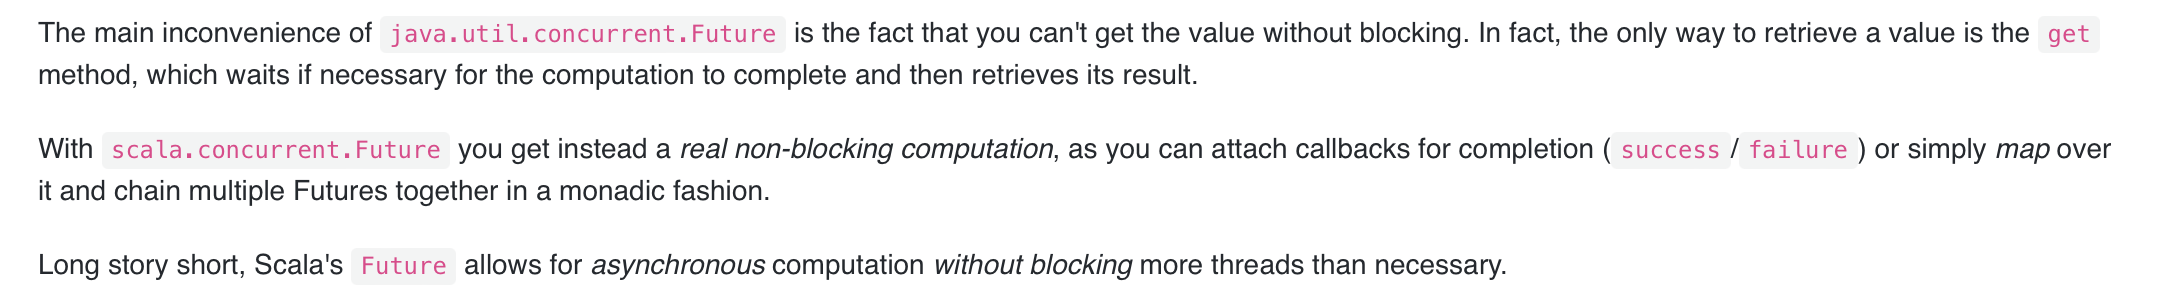 The main inconvenience of java.util.concurrent.Future is the fact that you can't get the value without blocking. In fact, the only way to retrieve a value is the get
method, which waits if necessary for the computation to complete and then retrieves its result.
With scala.concurrent.Future you get instead a real non-blocking computation, as you can attach callbacks for completion (success/failure) or simply map over
it and chain multiple Futures together in a monadic fashion.
Long story short, Scala's Future allows for asynchronous computation without blocking more threads than necessary.